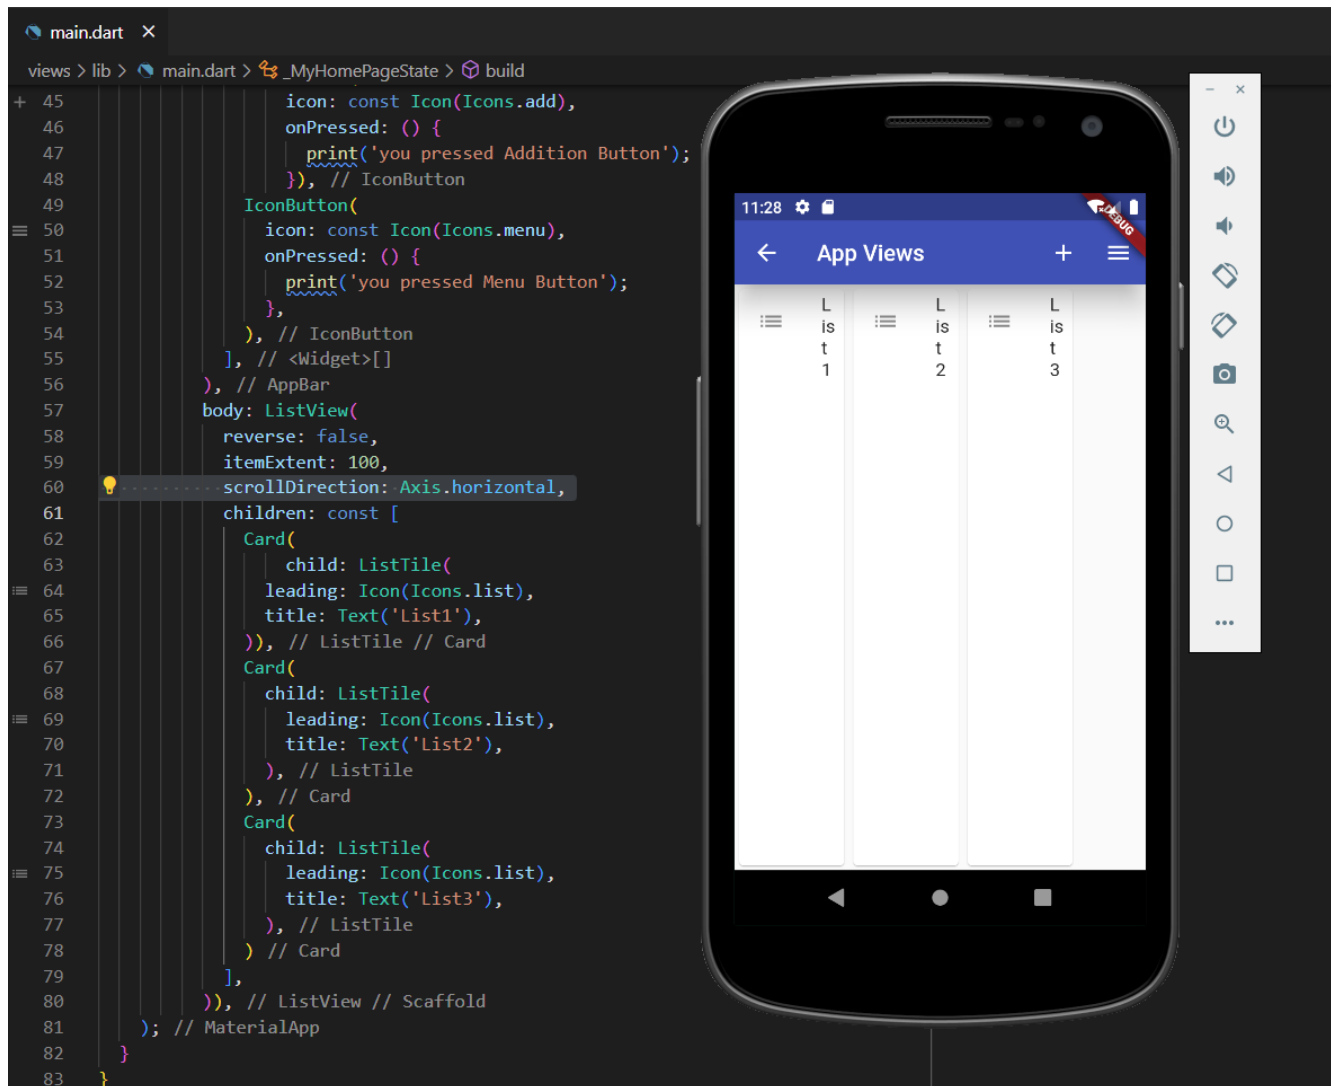 main.dart ×
views > lib > main.dart > _MyHomePageState > build
45 icon: const Icon(Icons.add),
46 onPressed: () {
47 print('you pressed Addition Button');
48 }), // IconButton
49 IconButton(
50 icon: const Icon(Icons.menu),
51 onPressed: () {
52 print('you pressed Menu Button');
53 },
54 ), // IconButton
55 ], // <Widget>[]
56 ), // AppBar
57 body: ListView(
58 reverse: false,
59 itemExtent: 100,
60 scrollDirection: Axis.horizontal,
61 children: const [
62 Card(
63 child: ListTile(
64 leading: Icon(Icons.list),
65 title: Text('List1'),
66 )), // ListTile // Card
67 Card(
68 child: ListTile(
69 leading: Icon(Icons.list),
70 title: Text('List2'),
71 ), // ListTile
72 ), // Card
73 Card(
74 child: ListTile(
75 leading: Icon(Icons.list),
76 title: Text('List3'),
77 ), // ListTile
78 ) // Card
79 ],
80 )), // ListView // Scaffold
81 ); // MaterialApp
82 }
83 }
11:28
DEBUG
App Views
L
is
t
1
L
is
t
2
L
is
t
3